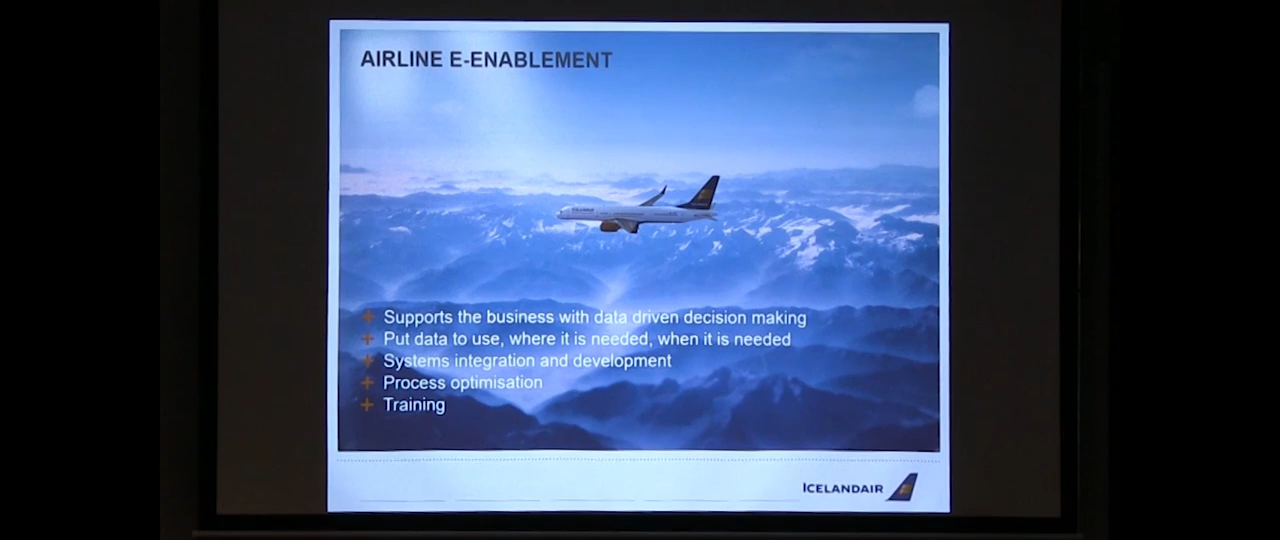 AIRLINE E-ENABLEMENT
Supports the business with data driven decision making
Put data to use, where it is needed, when it is needed
Systems integration and development
Process optimisation
Training
ICELANDAIR